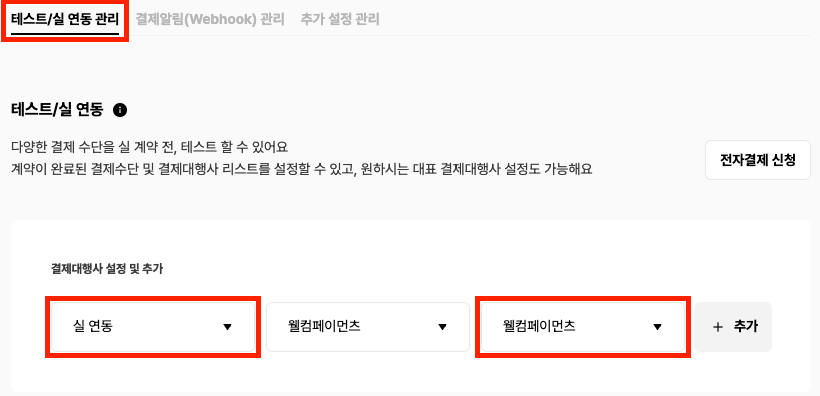 테스트/실 연동 관리 결제알림(Webhook) 관리 추가 설정 관리
테스트/실 연동
다양한 결제 수단을 실 계약 전, 테스트 할 수 있어요
계약이 완료된 결제수단 및 결제대행사 리스트를 설정할 수 있고, 원하시는 대표 결제대행사 설정도 가능해요
전자결제 신청
결제대행사 설정 및 추가
실 연동 웰컴페이먼츠 웰컴페이먼츠 + 추가